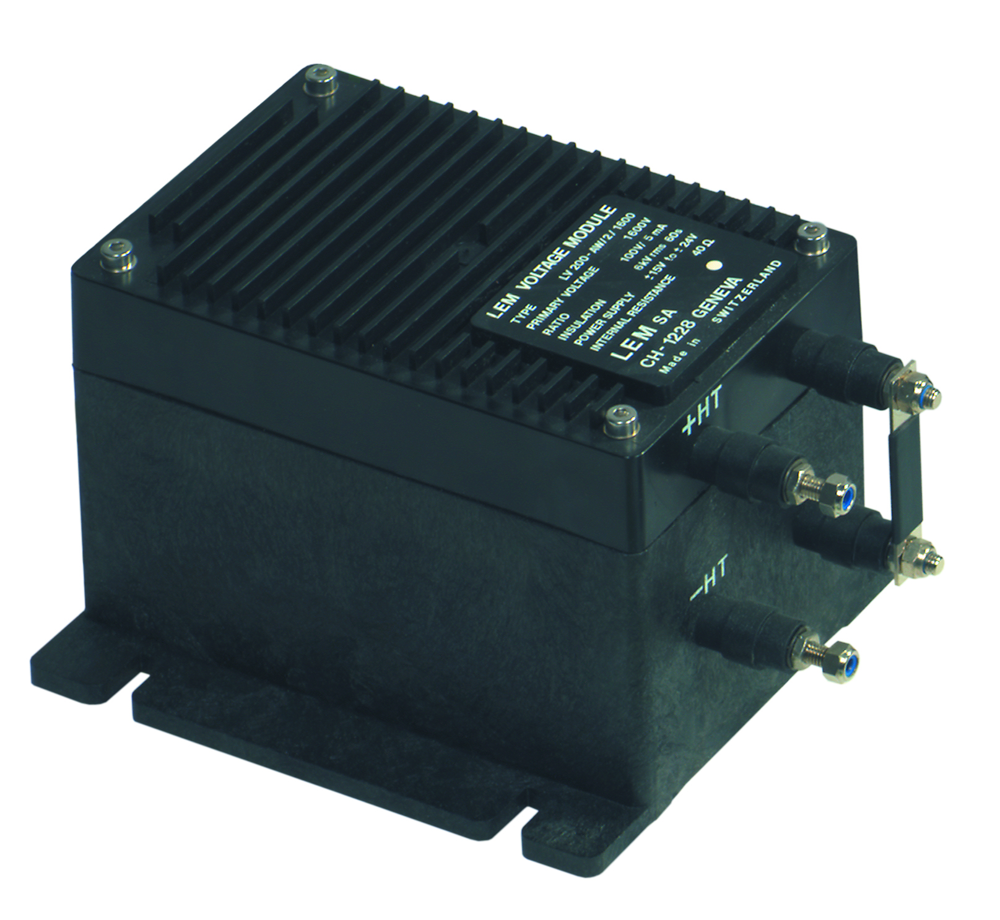 LEM VOLTAGE MODULE
TYPE LV 200-AW/2/1600
PRIMARY VOLTAGE 1600V
RATIO 100V/ 5 mA
INSULATION 6kV rms 60s
POWER SUPPLY ±15V to ± 24V
INTERNAL RESISTANCE 40Ω
LEM SA
CH-1228 GENEVA
Made in SWITZERLAND
+HT
-HT